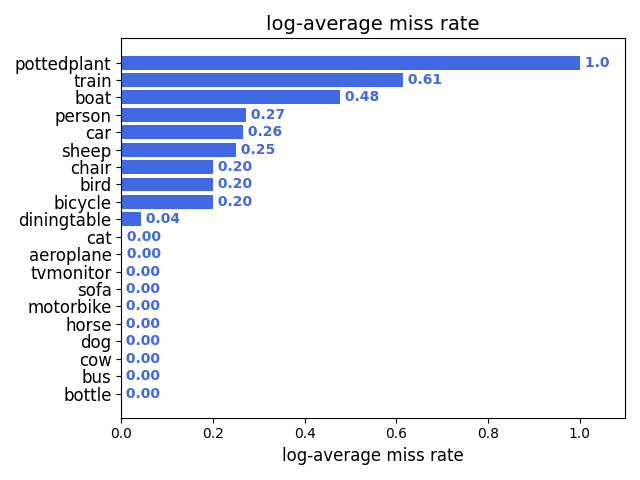 log-average miss rate
pottedplant 1.0
train 0.61
boat 0.48
person 0.27
car 0.26
sheep 0.25
chair 0.20
bird 0.20
bicycle 0.20
diningtable 0.04
cat 0.00
aeroplane 0.00
tvmonitor 0.00
sofa 0.00
motorbike 0.00
horse 0.00
dog 0.00
cow 0.00
bus 0.00
bottle 0.00
0.0 0.2 0.4 0.6 0.8 1.0
log-average miss rate